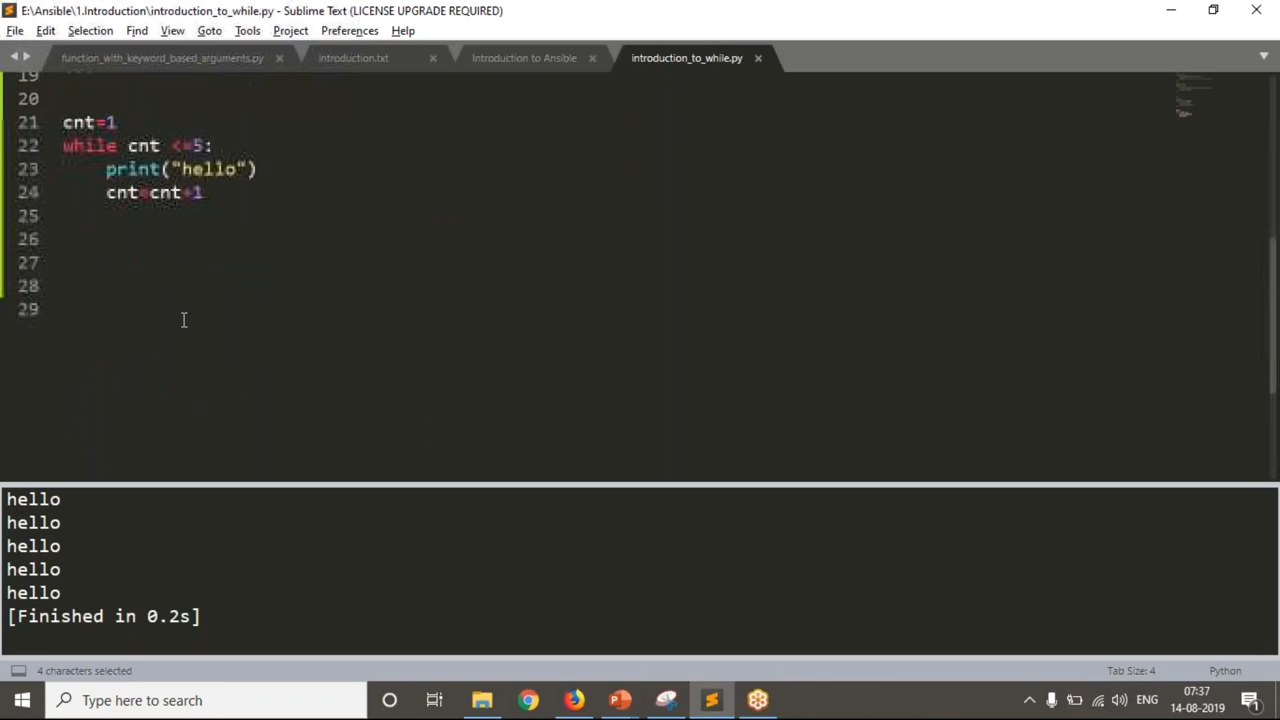 E:\Ansible\1.Introduction\introduction_to_while.py - Sublime Text (LICENSE UPGRADE REQUIRED)
File Edit Selection Find View Goto Tools Project Preferences Help
function_with_keyword_based_arguments.py introduction.txt Introduction to Ansible introduction_to_while.py
19 '''
20
21 cnt=1
22 while cnt <=5:
23 print("hello")
24 cnt=cnt+1
25
26
27
28
29
hello
hello
hello
hello
hello
[Finished in 0.2s]
4 characters selected Tab Size: 4 Python
Type here to search ENG 07:37
14-08-2019 1